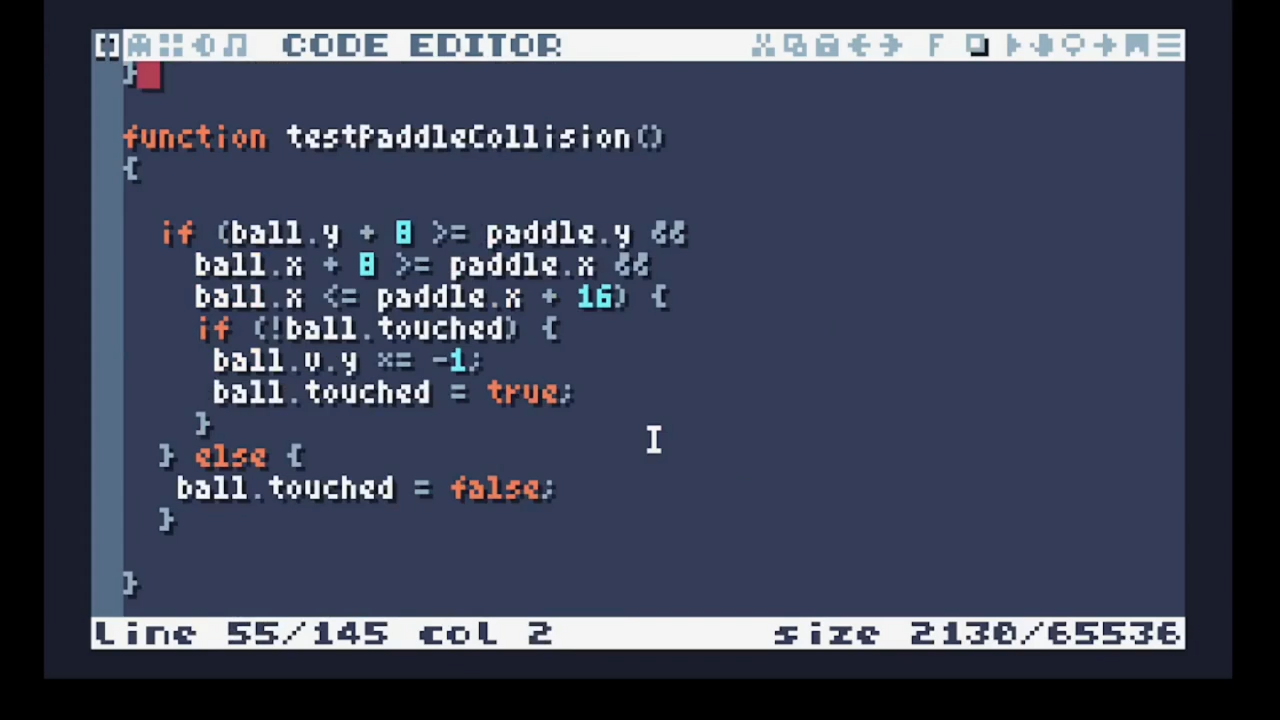 CODE EDITOR F
}
function testPaddleCollision()
{
if (ball.y + 8 >= paddle.y &&
ball.x + 8 >= paddle.x &&
ball.x <= paddle.x + 16) {
if (!ball.touched) {
ball.v.y *= -1;
ball.touched = true;
}
} else {
ball.touched = false;
}
}
line 55/145 col 2
size 2130/65536